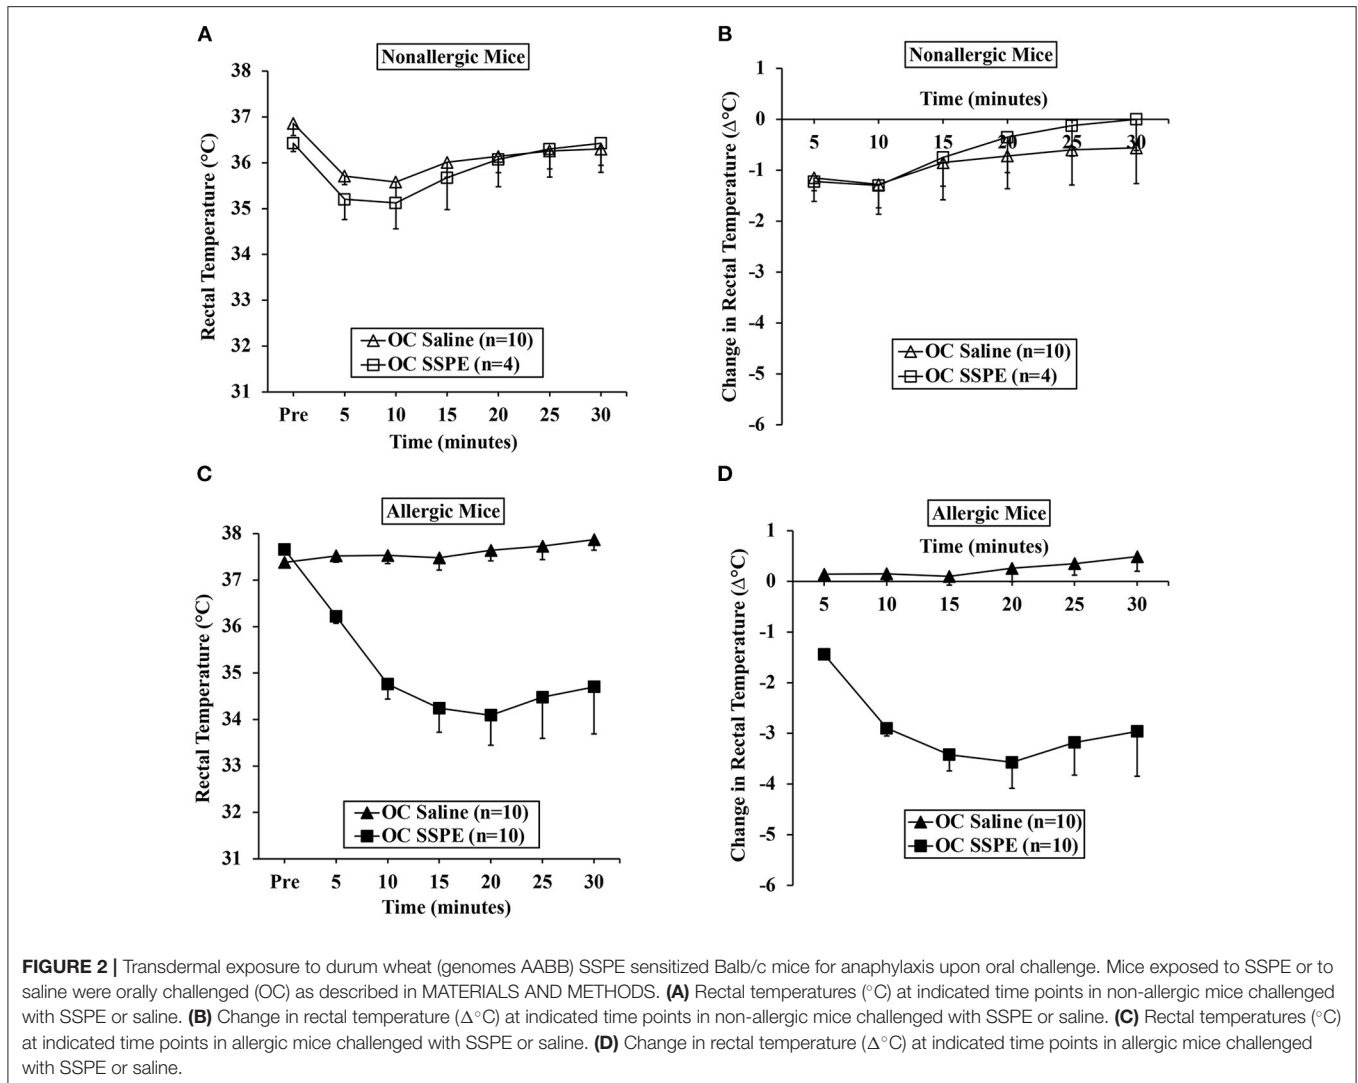 A
Nonallergic Mice
38
37
36
35
34
33
32
31
Rectal Temperature (°C)
OC Saline (n=10)
OC SSPE (n=4)
Pre 5 10 15 20 25 30
Time (minutes)
B
Nonallergic Mice
Time (minutes)
1
0
-1
-2
-3
-4
-5
-6
Change in Rectal Temperature (Δ°C)
5 10 15 20 25 30
OC Saline (n=10)
OC SSPE (n=4)
C
Allergic Mice
38
37
36
35
34
33
32
31
Rectal Temperature (°C)
OC Saline (n=10)
OC SSPE (n=10)
Pre 5 10 15 20 25 30
Time (minutes)
D
Allergic Mice
Time (minutes)
1
0
-1
-2
-3
-4
-5
-6
Change in Rectal Temperature (Δ°C)
5 10 15 20 25 30
OC Saline (n=10)
OC SSPE (n=10)
FIGURE 2 | Transdermal exposure to durum wheat (genomes AABB) SSPE sensitized Balb/c mice for anaphylaxis upon oral challenge. Mice exposed to SSPE or to
saline were orally challenged (OC) as described in MATERIALS AND METHODS. (A) Rectal temperatures (°C) at indicated time points in non-allergic mice challenged
with SSPE or saline. (B) Change in rectal temperature (Δ°C) at indicated time points in non-allergic mice challenged with SSPE or saline. (C) Rectal temperatures (°C)
at indicated time points in allergic mice challenged with SSPE or saline. (D) Change in rectal temperature (Δ°C) at indicated time points in allergic mice challenged
with SSPE or saline.